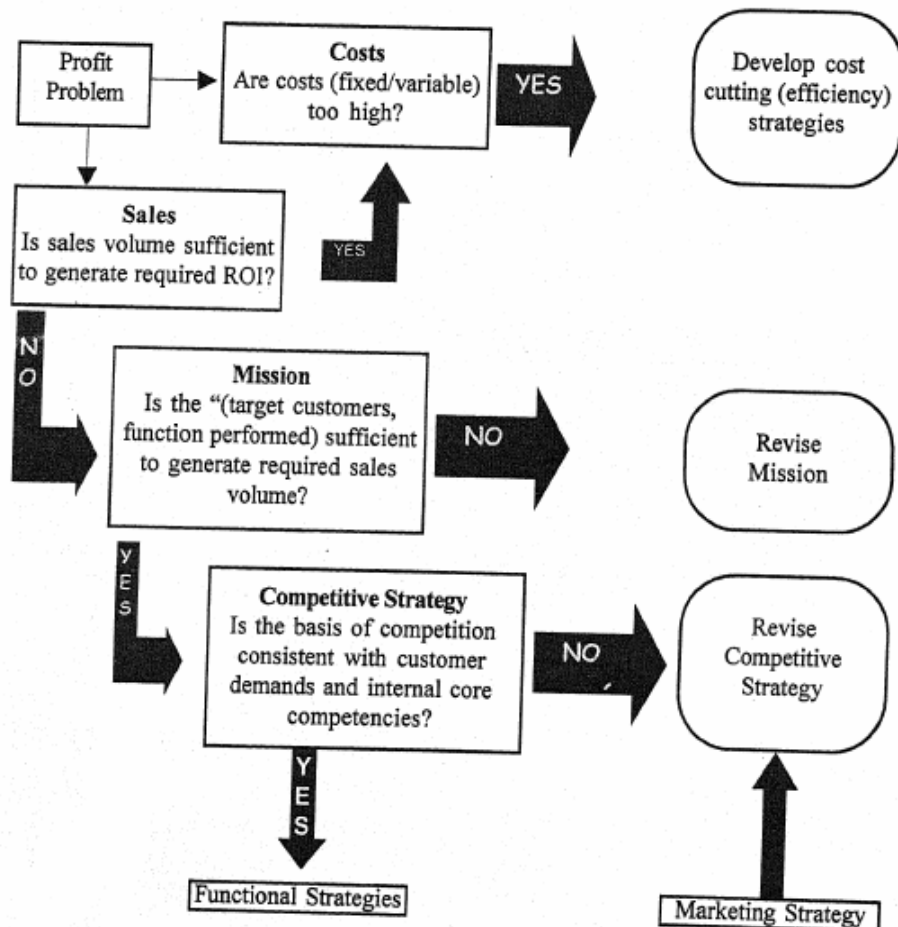 Profit
Problem
Costs
Are costs (fixed/variable)
too high?
YES
Develop cost
cutting (efficiency)
strategies
Sales
Is sales volume sufficient
to generate required ROI?
YES
NO
Mission
Is the “(target customers,
function performed) sufficient
to generate required sales
volume?
NO
Revise
Mission
YES
Competitive Strategy
Is the basis of competition
consistent with customer
demands and internal core
competencies?
NO
Revise
Competitive
Strategy
YES
Functional Strategies
Marketing Strategy